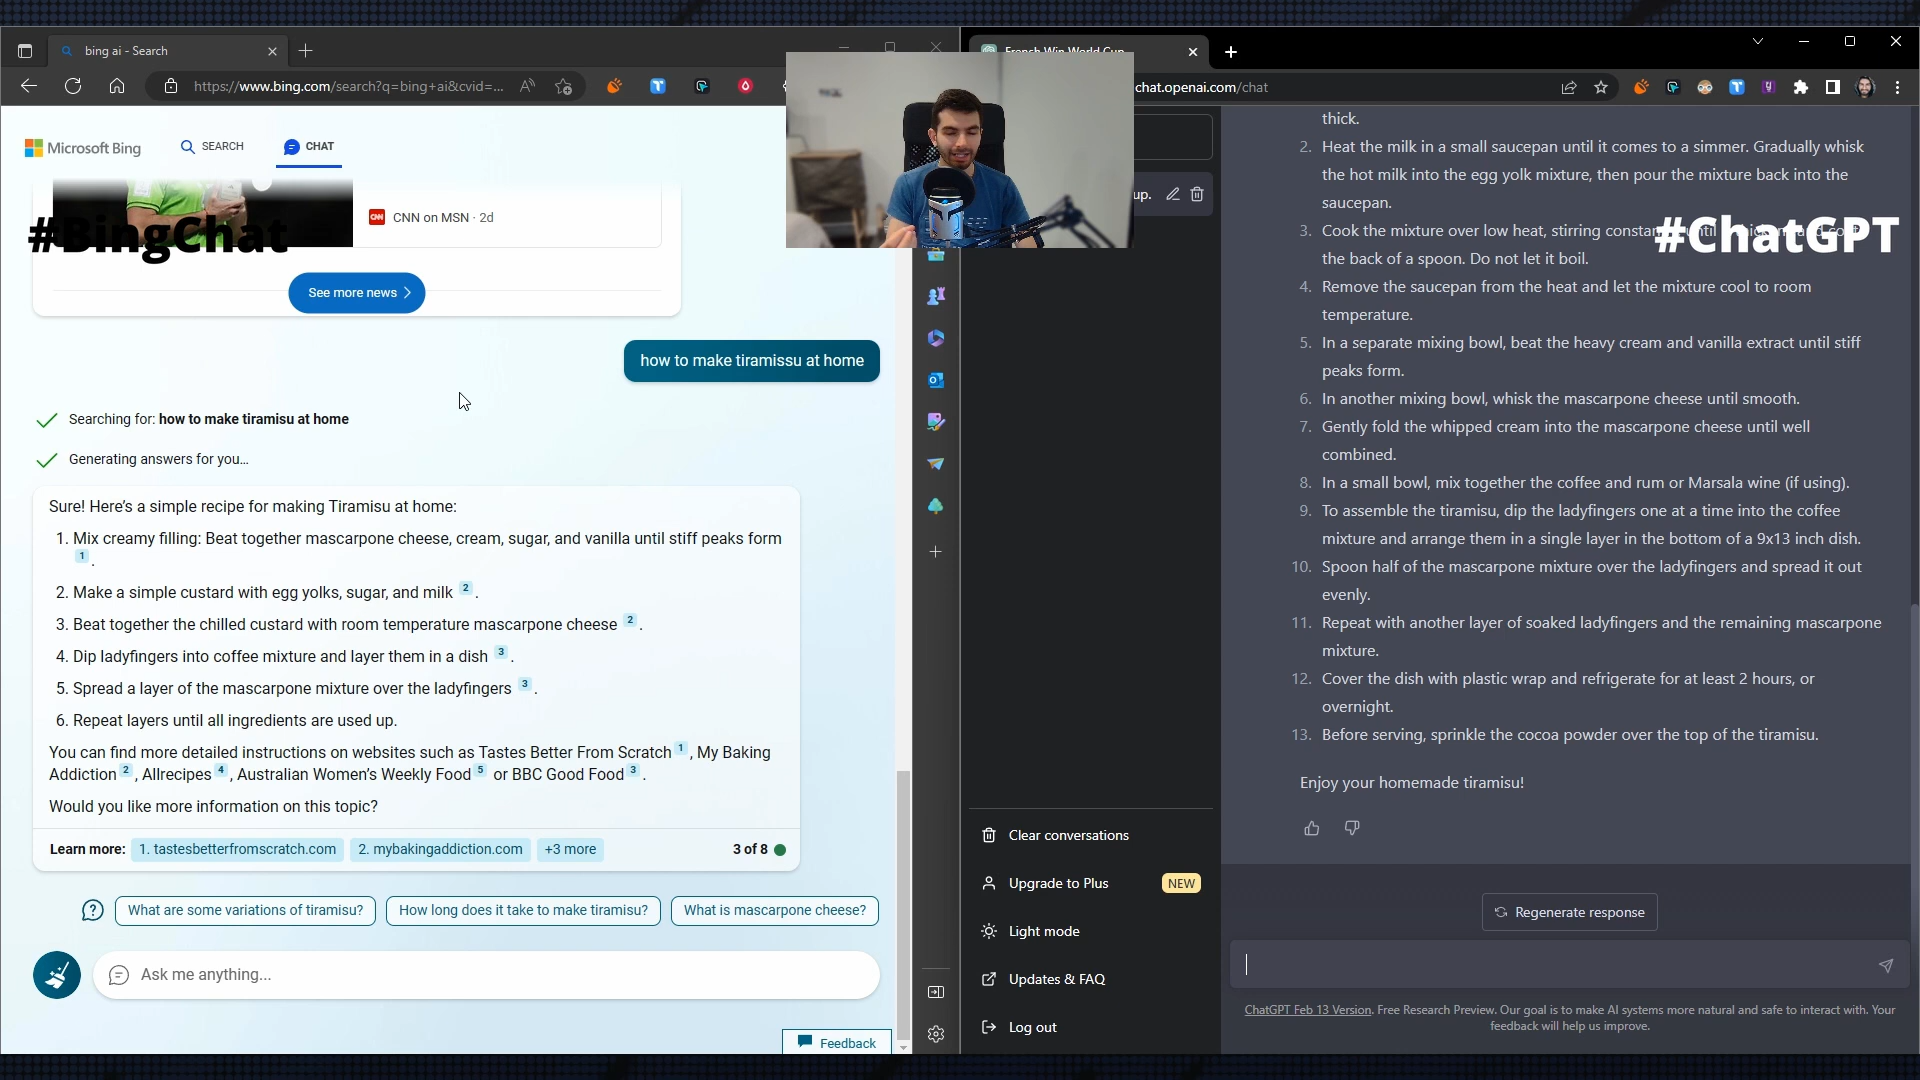 bing ai - Search
https://www.bing.com/search?q=bing+ai&cvid=...
Microsoft Bing
SEARCH
CHAT
#BingChat
CNN on MSN · 2d
See more news
how to make tiramissu at home
Searching for: how to make tiramisu at home
Generating answers for you...
Sure! Here's a simple recipe for making Tiramisu at home:
1. Mix creamy filling: Beat together mascarpone cheese, cream, sugar, and vanilla until stiff peaks form
1 .
2. Make a simple custard with egg yolks, sugar, and milk 2 .
3. Beat together the chilled custard with room temperature mascarpone cheese 2 .
4. Dip ladyfingers into coffee mixture and layer them in a dish 3 .
5. Spread a layer of the mascarpone mixture over the ladyfingers 3 .
6. Repeat layers until all ingredients are used up.
You can find more detailed instructions on websites such as Tastes Better From Scratch 1 , My Baking
Addiction 2 , Allrecipes 4 , Australian Women's Weekly Food 5 or BBC Good Food 3 .
Would you like more information on this topic?
Learn more: 1. tastesbetterfromscratch.com 2. mybakingaddiction.com +3 more 3 of 8
What are some variations of tiramisu? How long does it take to make tiramisu? What is mascarpone cheese?
Ask me anything...
Feedback
French Win World Cup
chat.openai.com/chat
up.
Clear conversations
Upgrade to Plus NEW
Light mode
Updates & FAQ
Log out
thick.
2. Heat the milk in a small saucepan until it comes to a simmer. Gradually whisk
the hot milk into the egg yolk mixture, then pour the mixture back into the
saucepan.
#ChatGPT
3. Cook the mixture over low heat, stirring
the back of a spoon. Do not let it boil.
4. Remove the saucepan from the heat and let the mixture cool to room
temperature.
5. In a separate mixing bowl, beat the heavy cream and vanilla extract until stiff
peaks form.
6. In another mixing bowl, whisk the mascarpone cheese until smooth.
7. Gently fold the whipped cream into the mascarpone cheese until well
combined.
8. In a small bowl, mix together the coffee and rum or Marsala wine (if using).
9. To assemble the tiramisu, dip the ladyfingers one at a time into the coffee
mixture and arrange them in a single layer in the bottom of a 9x13 inch dish.
10. Spoon half of the mascarpone mixture over the ladyfingers and spread it out
evenly.
11. Repeat with another layer of soaked ladyfingers and the remaining mascarpone
mixture.
12. Cover the dish with plastic wrap and refrigerate for at least 2 hours, or
overnight.
13. Before serving, sprinkle the cocoa powder over the top of the tiramisu.
Enjoy your homemade tiramisu!
Regenerate response
ChatGPT Feb 13 Version. Free Research Preview. Our goal is to make AI systems more natural and safe to interact with. Your
feedback will help us improve.